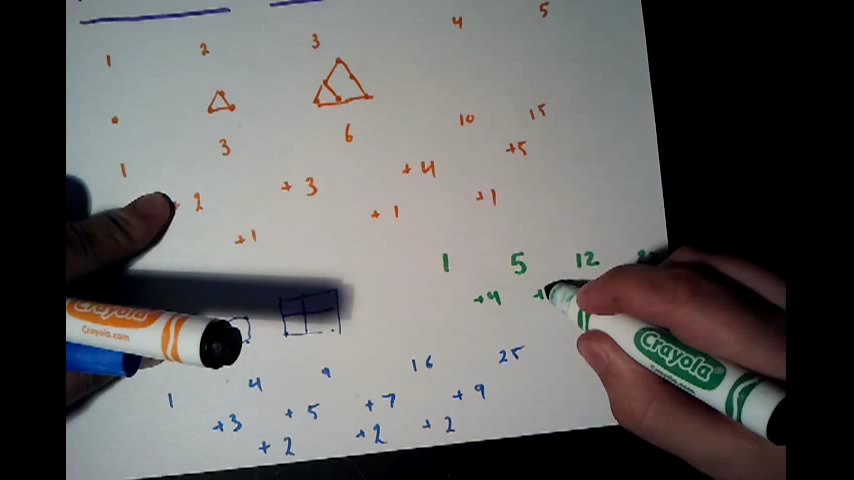 1 2 3 4 5
1 3 6 10 15
2 +3 +4 +5
+1 +1 +1
1 5 12
+4 +
Crayola
Crayola.com
Crayola
1 4 9 16 25
+3 +5 +7 +9
+2 +2 +2